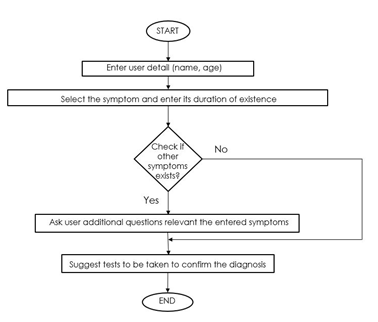 START
Enter user detail (name, age)
Select the symptom and enter its duration of existence
Check if
other
symptoms
exists?
No
Yes
Ask user additional questions relevant the entered symptoms
Suggest tests to be taken to confirm the diagnosis
END